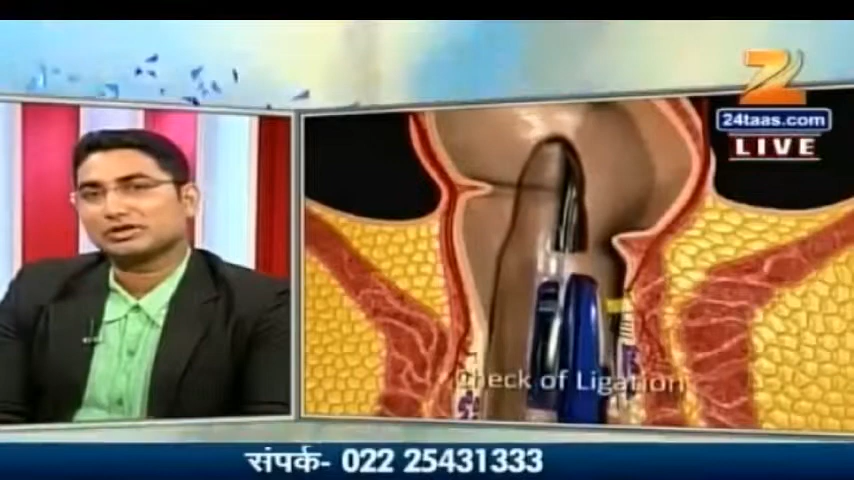 24taas.com
LIVE
Check of Ligation
संपर्क- 022 25431333